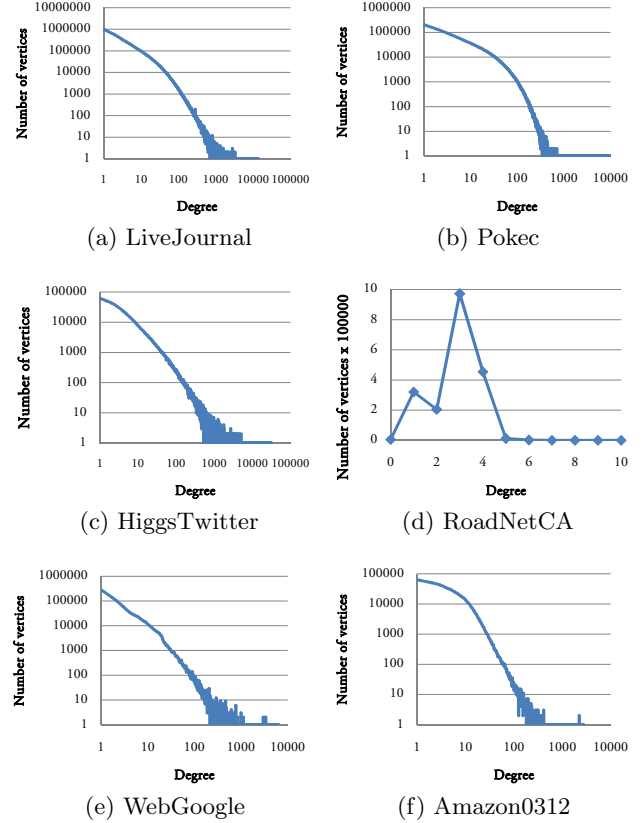 Number of vertices
10000000
1000000
100000
10000
1000
100
10
1
1 10 100 1000 10000 100000
Degree
(a) LiveJournal
Number of vertices
1000000
100000
10000
1000
100
10
1
1 10 100 1000 10000
Degree
(b) Pokec
Number of vertices
100000
10000
1000
100
10
1
1 10 100 1000 10000 100000
Degree
(c) HiggsTwitter
Number of vertices x 100000
10
8
6
4
2
0
0 2 4 6 8 10
Degree
(d) RoadNetCA
Number of vertices
1000000
100000
10000
1000
100
10
1
1 10 100 1000 10000
Degree
(e) WebGoogle
Number of vertices
100000
10000
1000
100
10
1
1 10 100 1000 10000
Degree
(f) Amazon0312